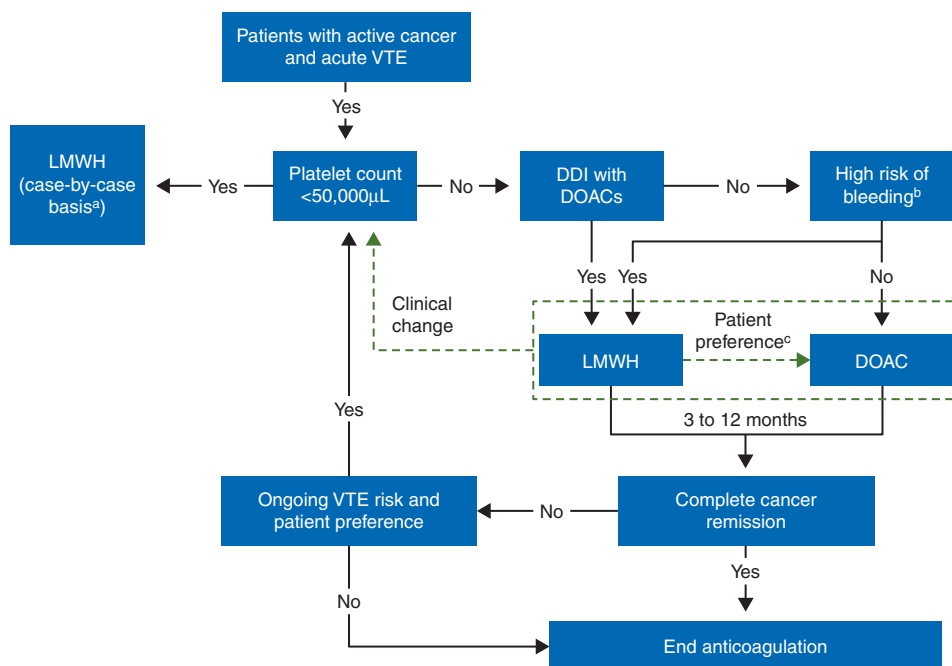 Patients with active cancer
and acute VTE
Yes
LMWH
(case-by-case
basisᵃ)
Yes
Platelet count
<50,000μL
No
DDI with
DOACs
No
High risk of
bleedingᵇ
Yes
Yes
No
Clinical
change
Patient
preferenceᶜ
LMWH
DOAC
3 to 12 months
Yes
Ongoing VTE risk and
patient preference
No
Complete cancer
remission
Yes
No
End anticoagulation